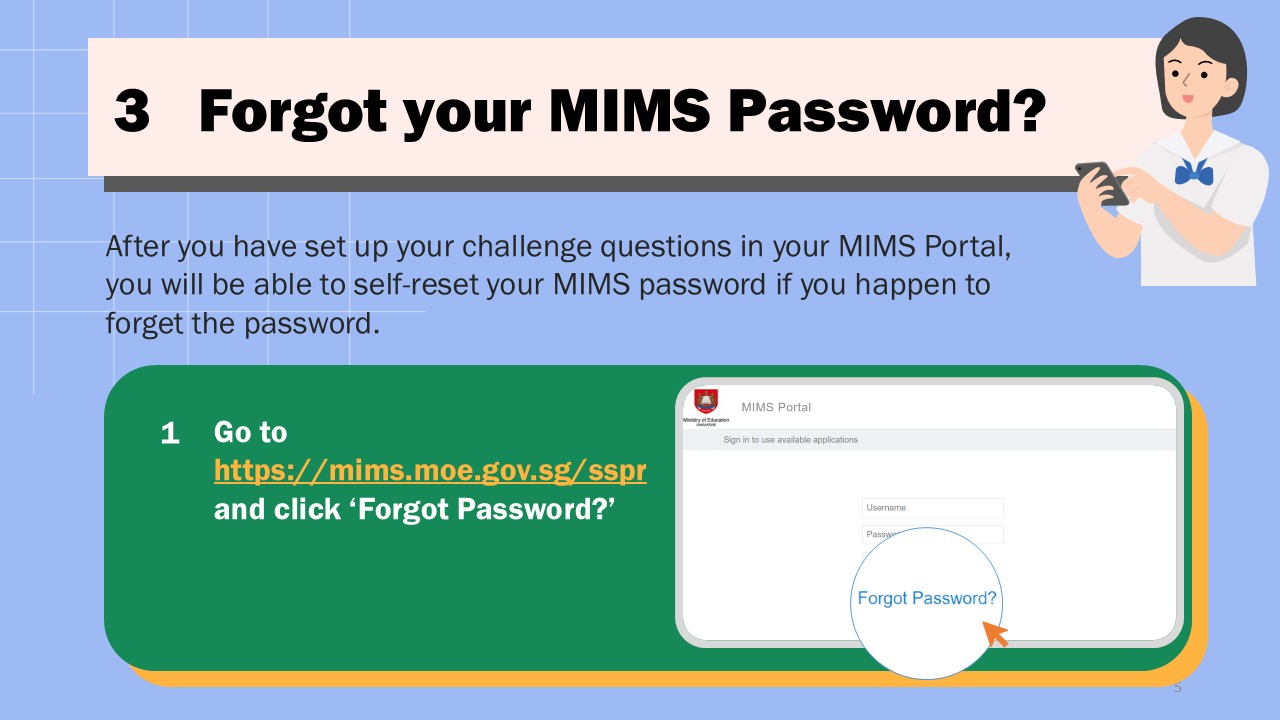 3 Forgot your MIMS Password?
After you have set up your challenge questions in your MIMS Portal,
you will be able to self-reset your MIMS password if you happen to
forget the password.
1 Go to
https://mims.moe.gov.sg/sspr
and click ‘Forgot Password?’
Ministry of Education
SINGAPORE
MIMS Portal
Sign in to use available applications
Username
Forgot Password?
5